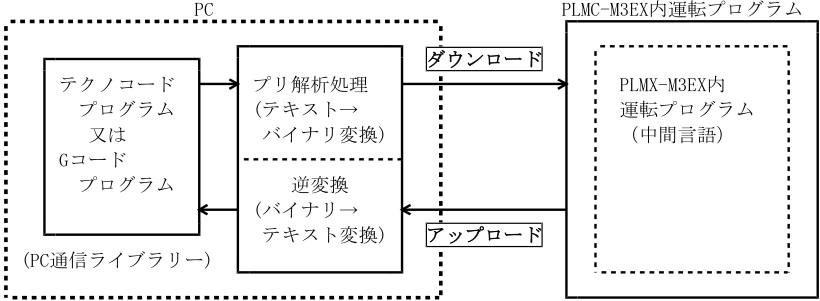 PC
PLMC-M3EX内運転プログラム
テクノコード
プログラム
又は
Gコード
プログラム
プリ解析処理
(テキスト→
バイナリ変換)
逆変換
(バイナリ→
テキスト変換)
(PC通信ライブラリー)
ダウンロード
アップロード
PLMX-M3EX内
運転プログラム
(中間言語)